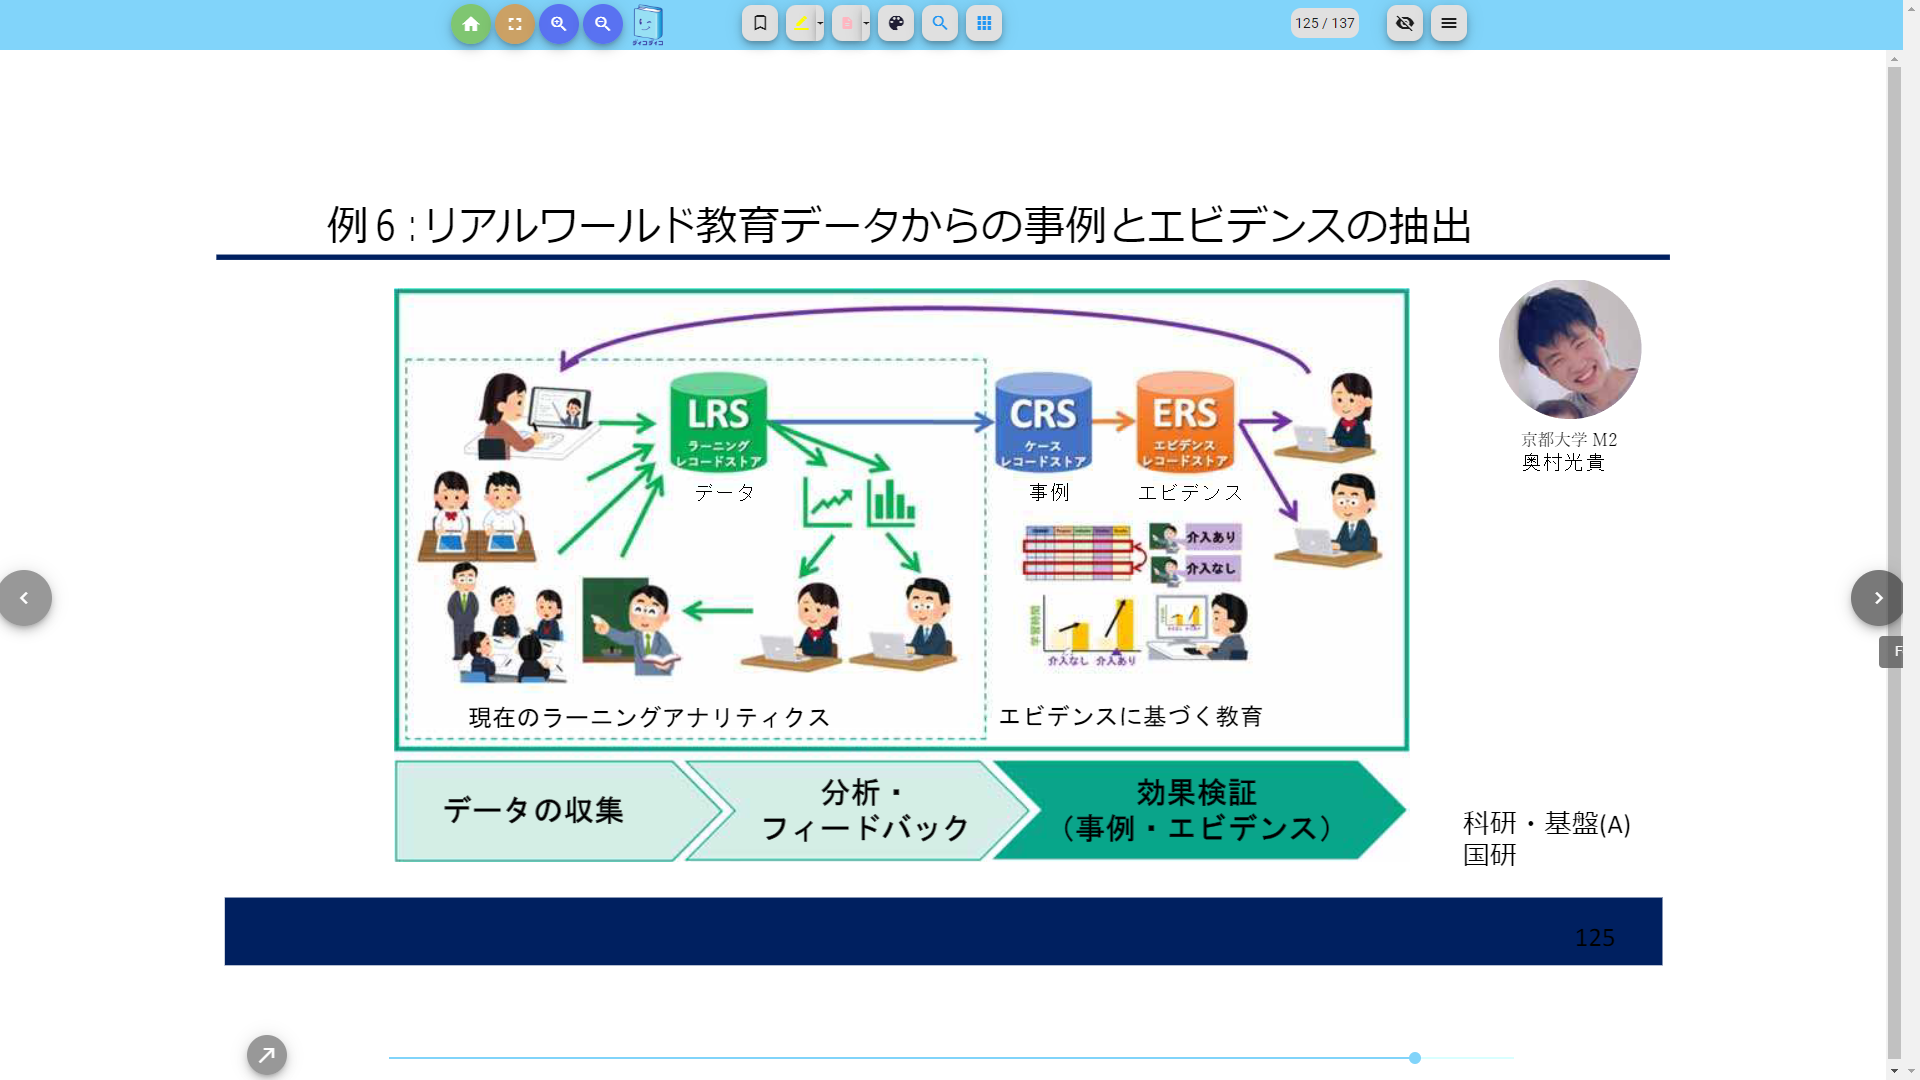 125 / 137
例６:リアルワールド教育データからの事例とエビデンスの抽出
LRS
ラーニング
レコードストア
データ
CRS
ケース
レコードストア
事例
ERS
エビデンス
レコードストア
エビデンス
京都大学 M2
奥村光貴
介入あり
介入なし
学習時間
介入なし 介入あり
現在のラーニングアナリティクス
エビデンスに基づく教育
データの収集
分析・
フィードバック
効果検証
（事例・エビデンス）
科研・基盤(A)
国研
125